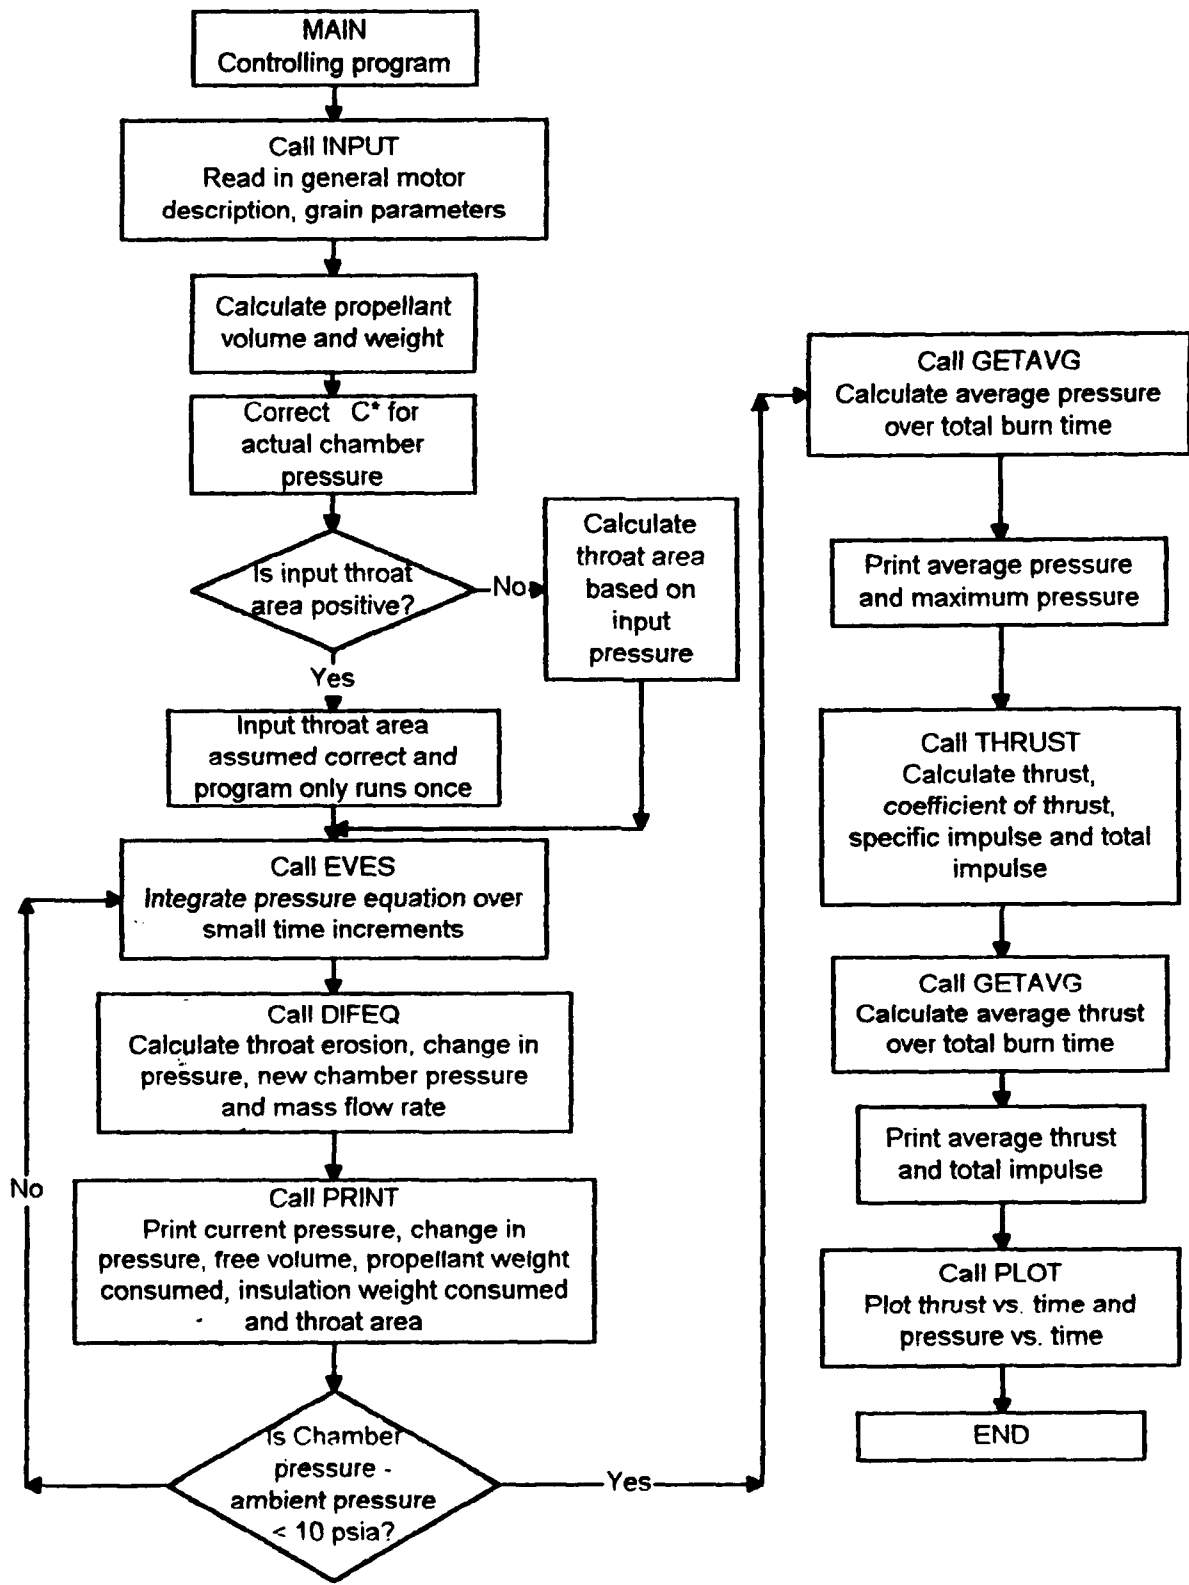 MAIN
Controlling program
Call INPUT
Read in general motor
description, grain parameters
Calculate propellant
volume and weight
Correct C* for
actual chamber
pressure
Is input throat
area positive?
No
Calculate
throat area
based on
input
pressure
Yes
Input throat area
assumed correct and
program only runs once
Call EVES
Integrate pressure equation over
small time increments
Call DIFEQ
Calculate throat erosion, change in
pressure, new chamber pressure
and mass flow rate
Call PRINT
Print current pressure, change in
pressure, free volume, propellant weight
consumed, insulation weight consumed
and throat area
Is Chamber
pressure -
ambient pressure
< 10 psia?
No
Yes
Call GETAVG
Calculate average pressure
over total burn time
Print average pressure
and maximum pressure
Call THRUST
Calculate thrust,
coefficient of thrust,
specific impulse and total
impulse
Call GETAVG
Calculate average thrust
over total burn time
Print average thrust
and total impulse
Call PLOT
Plot thrust vs. time and
pressure vs. time
END